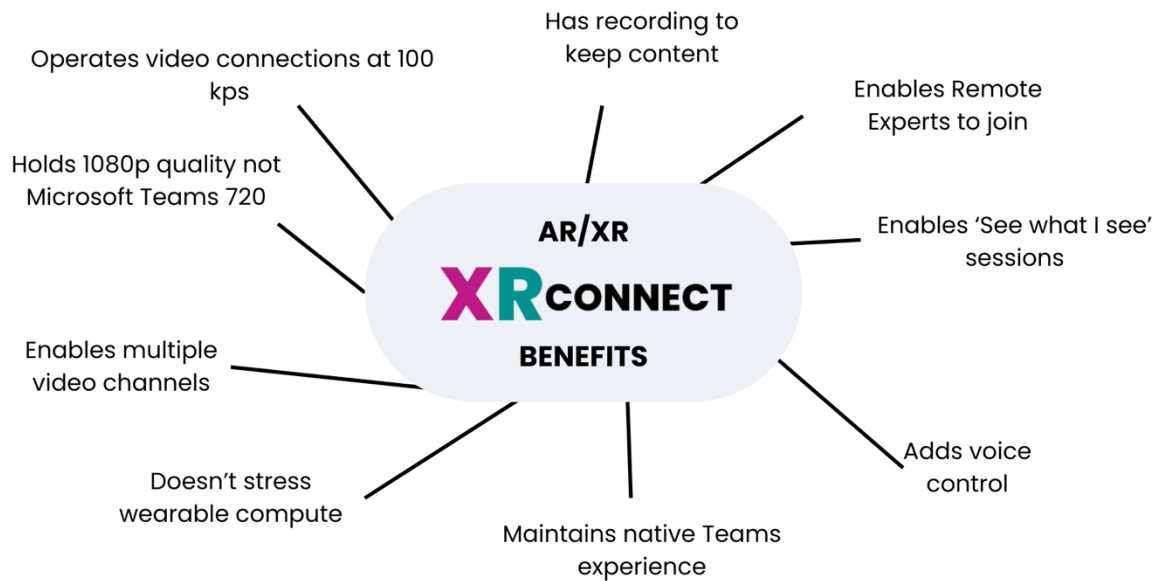 Has recording to
keep content
Operates video connections at 100
kps
Enables Remote
Experts to join
Holds 1080p quality not
Microsoft Teams 720
AR/XR
XRCONNECT
BENEFITS
Enables ‘See what I see’
sessions
Enables multiple
video channels
Adds voice
control
Doesn’t stress
wearable compute
Maintains native Teams
experience